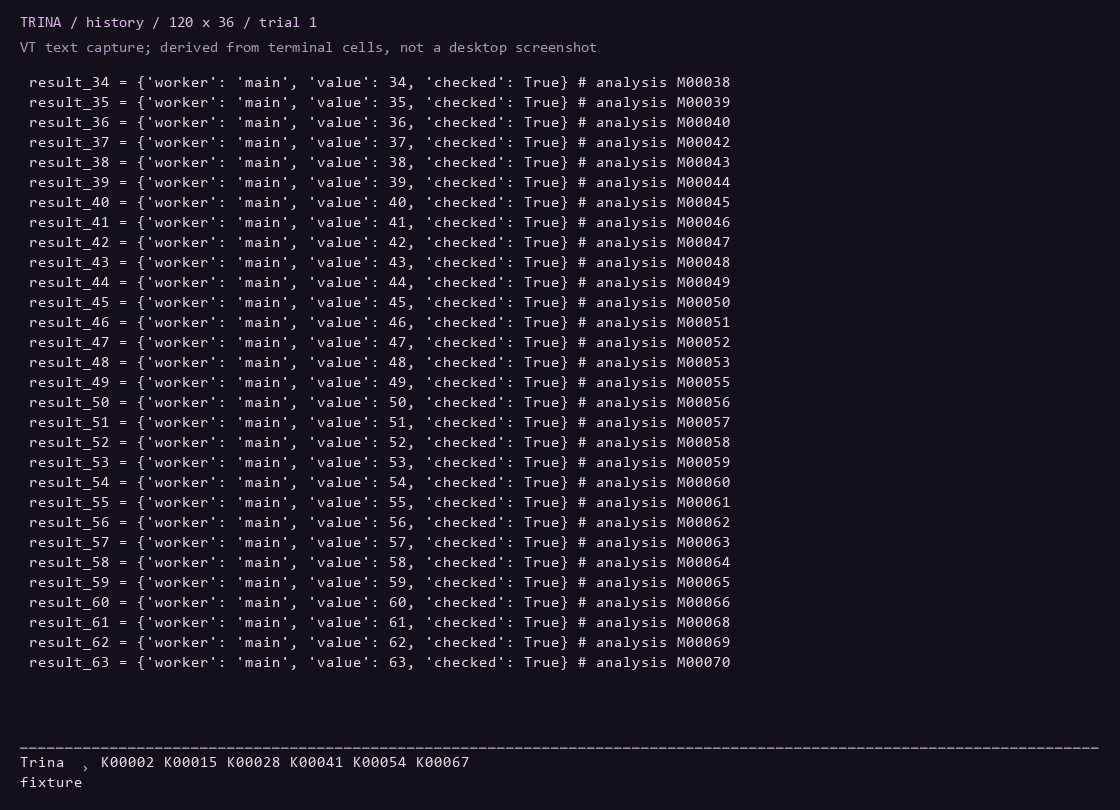 TRINA / history / 120 x 36 / trial 1
VT text capture; derived from terminal cells, not a desktop screenshot
result_34 = {'worker': 'main', 'value': 34, 'checked': True} # analysis M00038
result_35 = {'worker': 'main', 'value': 35, 'checked': True} # analysis M00039
result_36 = {'worker': 'main', 'value': 36, 'checked': True} # analysis M00040
result_37 = {'worker': 'main', 'value': 37, 'checked': True} # analysis M00042
result_38 = {'worker': 'main', 'value': 38, 'checked': True} # analysis M00043
result_39 = {'worker': 'main', 'value': 39, 'checked': True} # analysis M00044
result_40 = {'worker': 'main', 'value': 40, 'checked': True} # analysis M00045
result_41 = {'worker': 'main', 'value': 41, 'checked': True} # analysis M00046
result_42 = {'worker': 'main', 'value': 42, 'checked': True} # analysis M00047
result_43 = {'worker': 'main', 'value': 43, 'checked': True} # analysis M00048
result_44 = {'worker': 'main', 'value': 44, 'checked': True} # analysis M00049
result_45 = {'worker': 'main', 'value': 45, 'checked': True} # analysis M00050
result_46 = {'worker': 'main', 'value': 46, 'checked': True} # analysis M00051
result_47 = {'worker': 'main', 'value': 47, 'checked': True} # analysis M00052
result_48 = {'worker': 'main', 'value': 48, 'checked': True} # analysis M00053
result_49 = {'worker': 'main', 'value': 49, 'checked': True} # analysis M00055
result_50 = {'worker': 'main', 'value': 50, 'checked': True} # analysis M00056
result_51 = {'worker': 'main', 'value': 51, 'checked': True} # analysis M00057
result_52 = {'worker': 'main', 'value': 52, 'checked': True} # analysis M00058
result_53 = {'worker': 'main', 'value': 53, 'checked': True} # analysis M00059
result_54 = {'worker': 'main', 'value': 54, 'checked': True} # analysis M00060
result_55 = {'worker': 'main', 'value': 55, 'checked': True} # analysis M00061
result_56 = {'worker': 'main', 'value': 56, 'checked': True} # analysis M00062
result_57 = {'worker': 'main', 'value': 57, 'checked': True} # analysis M00063
result_58 = {'worker': 'main', 'value': 58, 'checked': True} # analysis M00064
result_59 = {'worker': 'main', 'value': 59, 'checked': True} # analysis M00065
result_60 = {'worker': 'main', 'value': 60, 'checked': True} # analysis M00066
result_61 = {'worker': 'main', 'value': 61, 'checked': True} # analysis M00068
result_62 = {'worker': 'main', 'value': 62, 'checked': True} # analysis M00069
result_63 = {'worker': 'main', 'value': 63, 'checked': True} # analysis M00070
Trina › K00002 K00015 K00028 K00041 K00054 K00067
fixture